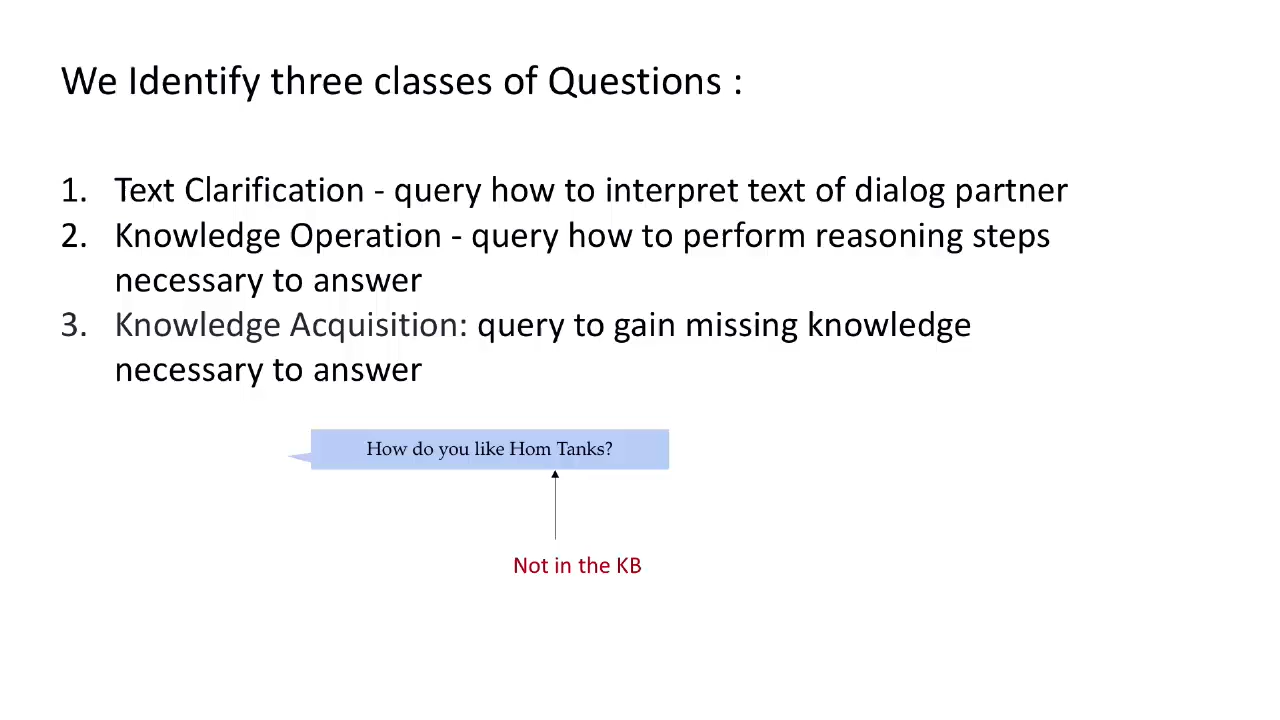 We Identify three classes of Questions :
1. Text Clarification - query how to interpret text of dialog partner
2. Knowledge Operation - query how to perform reasoning steps
necessary to answer
3. Knowledge Acquisition: query to gain missing knowledge
necessary to answer
How do you like Hom Tanks?
Not in the KB